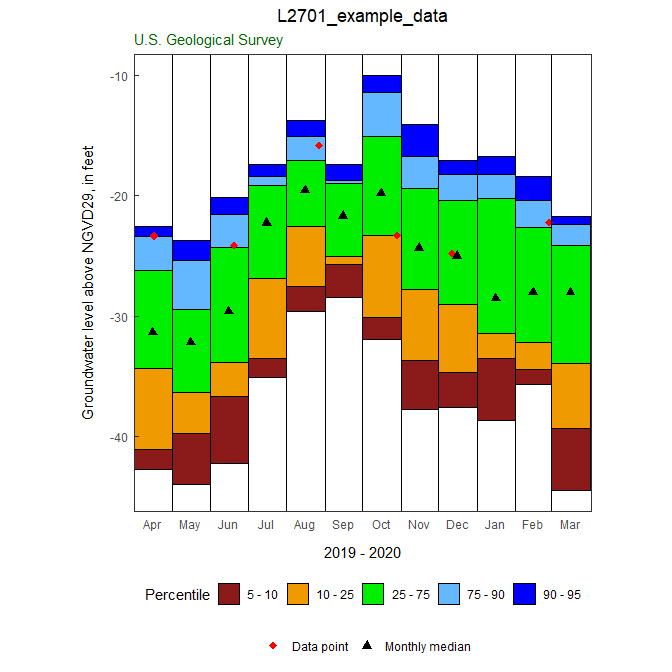 L2701_example_data
U.S. Geological Survey
Groundwater level above NGVD29, in feet
-10
-20
-30
-40
Apr May Jun Jul Aug Sep Oct Nov Dec Jan Feb Mar
2019 - 2020
Percentile 5 - 10 10 - 25 25 - 75 75 - 90 90 - 95
Data point Monthly median